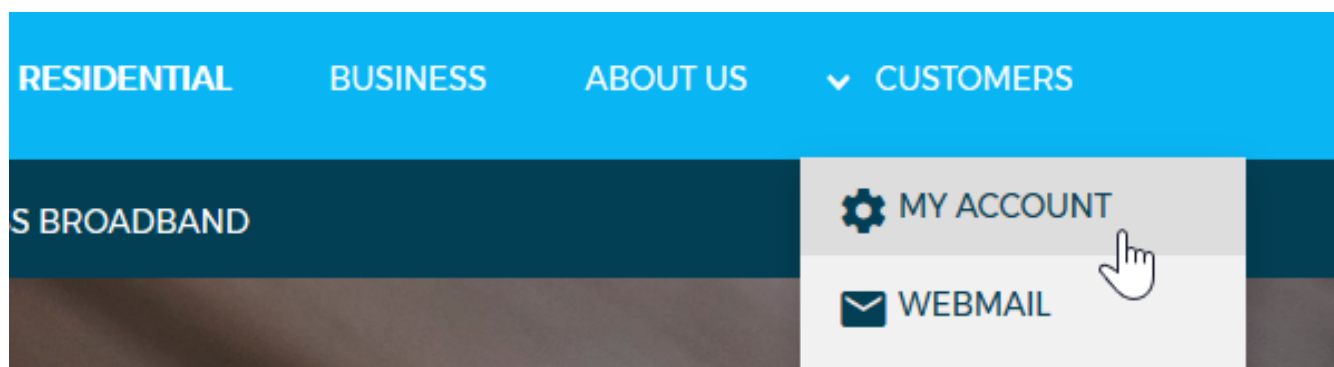 RESIDENTIAL BUSINESS ABOUT US CUSTOMERS
S BROADBAND
MY ACCOUNT
WEBMAIL